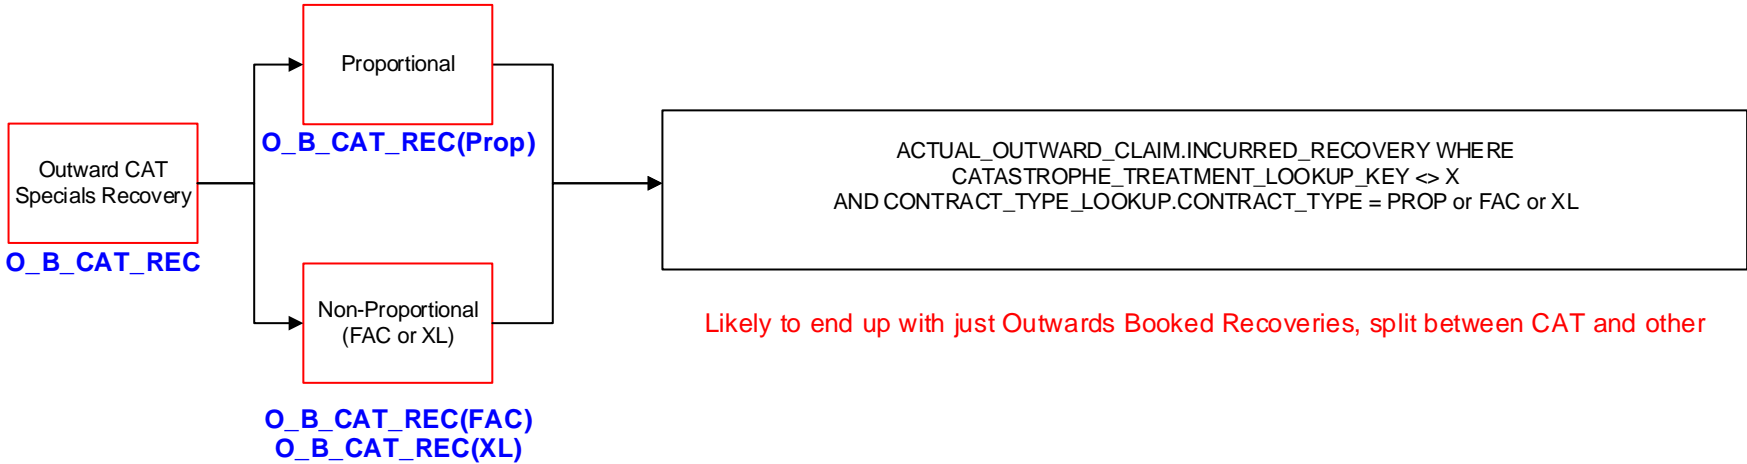 Proportional
O_B_CAT_REC(Prop)
Outward CAT
Specials Recovery
O_B_CAT_REC
Non-Proportional
(FAC or XL)
O_B_CAT_REC(FAC)
O_B_CAT_REC(XL)
ACTUAL_OUTWARD_CLAIM.INCURRED_RECOVERY WHERE
CATASTROPHE_TREATMENT_LOOKUP_KEY <> X
AND CONTRACT_TYPE_LOOKUP.CONTRACT_TYPE = PROP or FAC or XL
Likely to end up with just Outwards Booked Recoveries, split between CAT and other